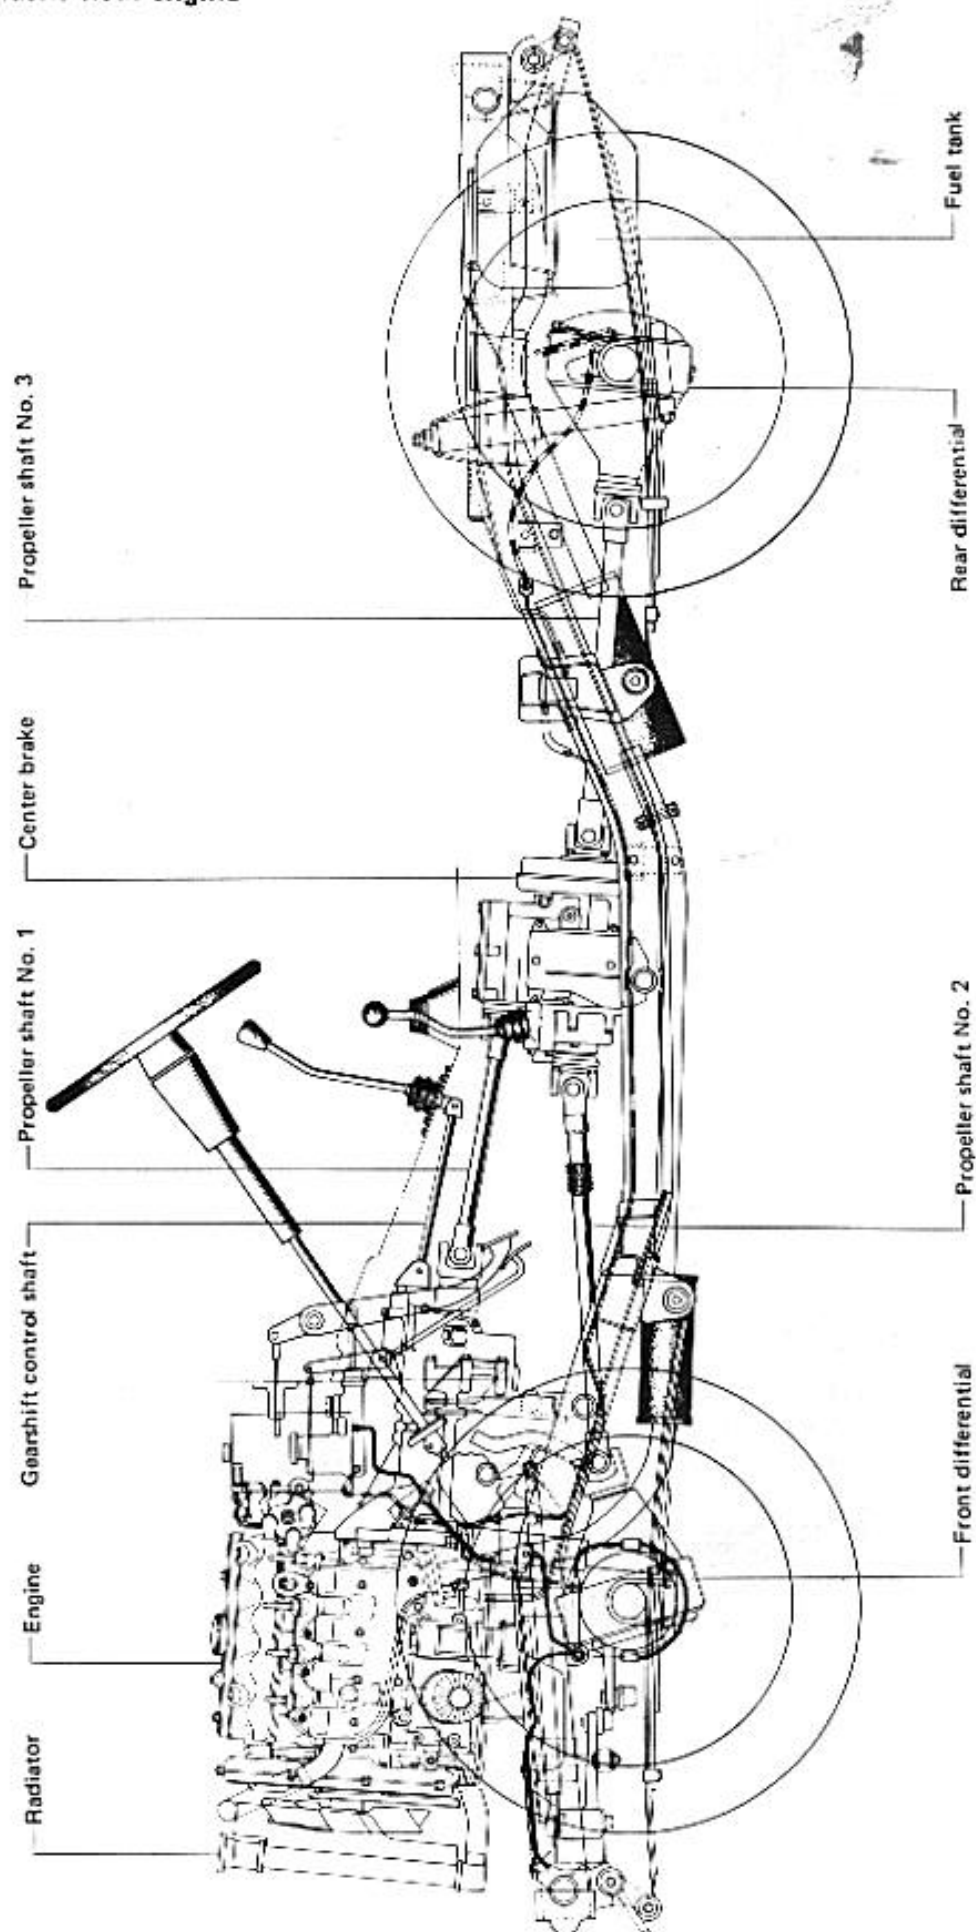 engine
Radiator
Engine
Gearshift control shaft
Propeller shaft No. 1
Center brake
Propeller shaft No. 3
Front differential
Propeller shaft No. 2
Rear differential
Fuel tank